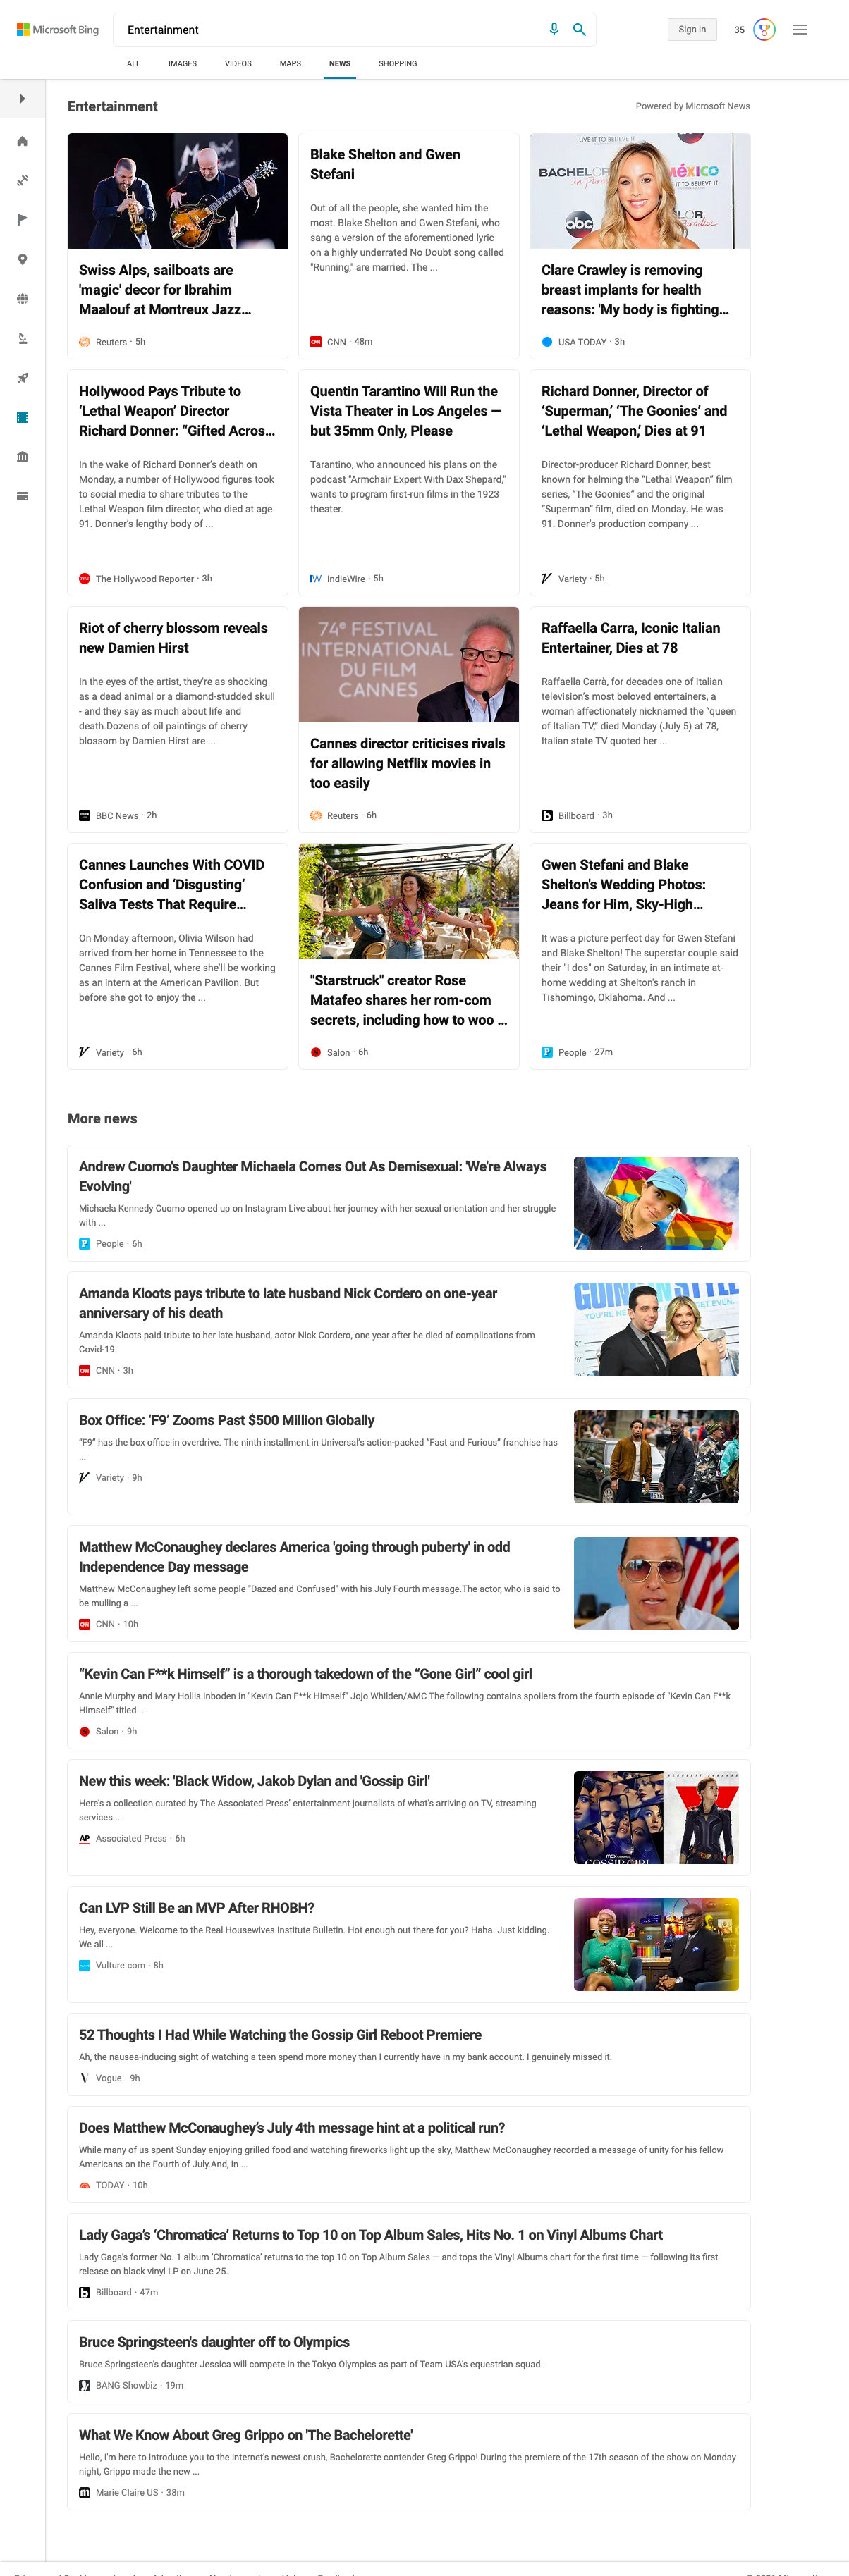 Microsoft Bing
Entertainment
Sign in
35
ALL
IMAGES
VIDEOS
MAPS
NEWS
SHOPPING
Entertainment
Powered by Microsoft News
Swiss Alps, sailboats are
'magic' decor for Ibrahim
Maalouf at Montreux Jazz...
Reuters · 5h
Blake Shelton and Gwen
Stefani
Out of all the people, she wanted him the
most. Blake Shelton and Gwen Stefani, who
sang a version of the aforementioned lyric
on a highly underrated No Doubt song called
"Running," are married. The ...
CNN · 48m
LIVE IT TO BELIEVE IT
BACHELOR
in Paradise
MÉXICO
IT TO BELIEVE IT
abc
Clare Crawley is removing
breast implants for health
reasons: 'My body is fighting...
USA TODAY · 3h
Hollywood Pays Tribute to
‘Lethal Weapon’ Director
Richard Donner: “Gifted Acros...
In the wake of Richard Donner’s death on
Monday, a number of Hollywood figures took
to social media to share tributes to the
Lethal Weapon film director, who died at age
91. Donner’s lengthy body of ...
The Hollywood Reporter · 3h
Quentin Tarantino Will Run the
Vista Theater in Los Angeles —
but 35mm Only, Please
Tarantino, who announced his plans on the
podcast "Armchair Expert With Dax Shepard,"
wants to program first-run films in the 1923
theater.
IndieWire · 5h
Richard Donner, Director of
‘Superman,’ ‘The Goonies’ and
‘Lethal Weapon,’ Dies at 91
Director-producer Richard Donner, best
known for helming the “Lethal Weapon” film
series, “The Goonies” and the original
“Superman” film, died on Monday. He was
91. Donner’s production company ...
Variety · 5h
Riot of cherry blossom reveals
new Damien Hirst
In the eyes of the artist, they're as shocking
as a dead animal or a diamond-studded skull
- and they say as much about life and
death.Dozens of oil paintings of cherry
blossom by Damien Hirst are ...
BBC News · 2h
74e FESTIVAL
INTERNATIONAL
DU FILM
CANNES
Cannes director criticises rivals
for allowing Netflix movies in
too easily
Reuters · 6h
Raffaella Carra, Iconic Italian
Entertainer, Dies at 78
Raffaella Carrà, for decades one of Italian
television’s most beloved entertainers, a
woman affectionately nicknamed the “queen
of Italian TV,” died Monday (July 5) at 78,
Italian state TV quoted her ...
Billboard · 3h
Cannes Launches With COVID
Confusion and ‘Disgusting’
Saliva Tests That Require...
On Monday afternoon, Olivia Wilson had
arrived from her home in Tennessee to the
Cannes Film Festival, where she’ll be working
as an intern at the American Pavilion. But
before she got to enjoy the ...
Variety · 6h
"Starstruck" creator Rose
Matafeo shares her rom-com
secrets, including how to woo ...
Salon · 6h
Gwen Stefani and Blake
Shelton's Wedding Photos:
Jeans for Him, Sky-High...
It was a picture perfect day for Gwen Stefani
and Blake Shelton! The superstar couple said
their "I dos" on Saturday, in an intimate at-
home wedding at Shelton's ranch in
Tishomingo, Oklahoma. And ...
People · 27m
More news
Andrew Cuomo's Daughter Michaela Comes Out As Demisexual: 'We're Always
Evolving'
Michaela Kennedy Cuomo opened up on Instagram Live about her journey with her sexual orientation and her struggle
with ...
People · 6h
Amanda Kloots pays tribute to late husband Nick Cordero on one-year
anniversary of his death
Amanda Kloots paid tribute to her late husband, actor Nick Cordero, one year after he died of complications from
Covid-19.
CNN · 3h
GOING IN STYLE
YOU'RE NE
GET EVEN.
Box Office: ‘F9’ Zooms Past $500 Million Globally
“F9” has the box office in overdrive. The ninth installment in Universal’s action-packed “Fast and Furious” franchise has
...
Variety · 9h
Matthew McConaughey declares America 'going through puberty' in odd
Independence Day message
Matthew McConaughey left some people "Dazed and Confused" with his July Fourth message.The actor, who is said to
be mulling a ...
CNN · 10h
“Kevin Can F**k Himself” is a thorough takedown of the “Gone Girl” cool girl
Annie Murphy and Mary Hollis Inboden in "Kevin Can F**k Himself" Jojo Whilden/AMC The following contains spoilers from the fourth episode of "Kevin Can F**k
Himself" titled ...
Salon · 9h
New this week: 'Black Widow, Jakob Dylan and 'Gossip Girl'
Here’s a collection curated by The Associated Press’ entertainment journalists of what’s arriving on TV, streaming
services ...
AP Associated Press · 6h
max
GOSSIP GIRL
Can LVP Still Be an MVP After RHOBH?
Hey, everyone. Welcome to the Real Housewives Institute Bulletin. Hot enough out there for you? Haha. Just kidding.
We all ...
Vulture.com · 8h
52 Thoughts I Had While Watching the Gossip Girl Reboot Premiere
Ah, the nausea-inducing sight of watching a teen spend more money than I currently have in my bank account. I genuinely missed it.
Vogue · 9h
Does Matthew McConaughey’s July 4th message hint at a political run?
While many of us spent Sunday enjoying grilled food and watching fireworks light up the sky, Matthew McConaughey recorded a message of unity for his fellow
Americans on the Fourth of July.And, in ...
TODAY · 10h
Lady Gaga’s ‘Chromatica’ Returns to Top 10 on Top Album Sales, Hits No. 1 on Vinyl Albums Chart
Lady Gaga’s former No. 1 album ‘Chromatica’ returns to the top 10 on Top Album Sales — and tops the Vinyl Albums chart for the first time — following its first
release on black vinyl LP on June 25.
Billboard · 47m
Bruce Springsteen's daughter off to Olympics
Bruce Springsteen's daughter Jessica will compete in the Tokyo Olympics as part of Team USA's equestrian squad.
BANG Showbiz · 19m
What We Know About Greg Grippo on 'The Bachelorette'
Hello, I'm here to introduce you to the internet's newest crush, Bachelorette contender Greg Grippo! During the premiere of the 17th season of the show on Monday
night, Grippo made the new ...
Marie Claire US · 38m